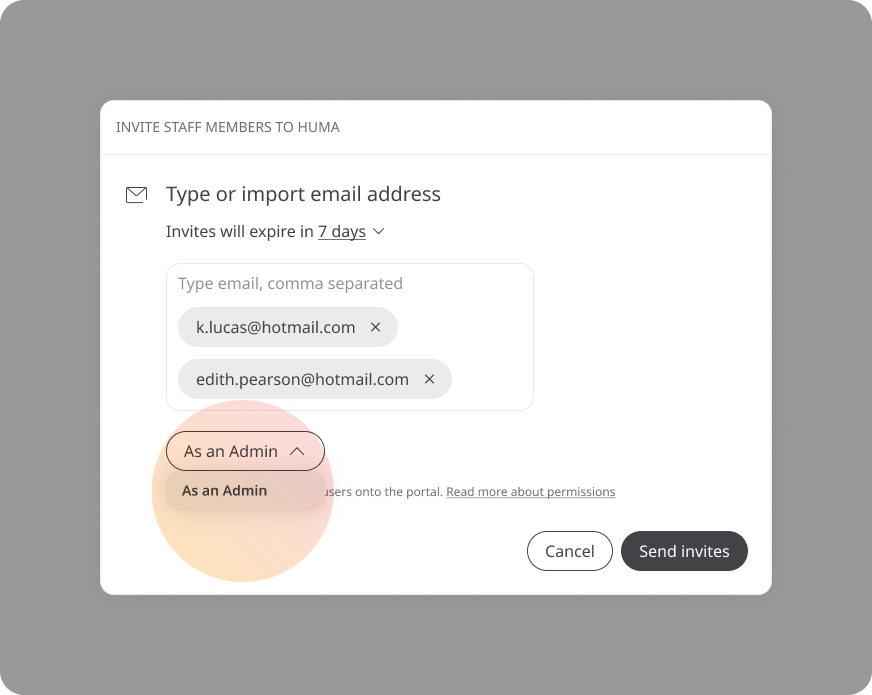 INVITE STAFF MEMBERS TO HUMA
Type or import email address
Invites will expire in 7 days
Type email, comma separated
k.lucas@hotmail.com
edith.pearson@hotmail.com
As an Admin
As an Admin
onto the portal. Read more about permissions
Cancel
Send invites